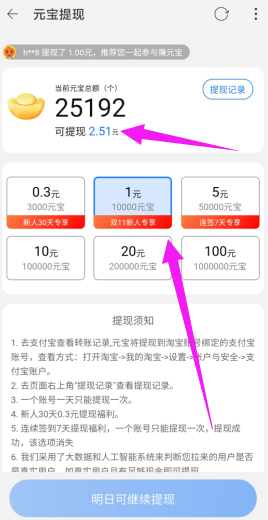 元宝提现
h**8 提现了 1.00元，推荐您一起参与赚元宝
当前元宝总额（个）
25192
可提现 2.51元
提现记录
0.3元 1元 5元
3000元宝 10000元宝 50000元宝
新人30天专享 双11新人专享 连签7天专享
10元 20元 100元
100000元宝 200000元宝 1000000元宝
提现须知
1. 去支付宝查看转账记录,元宝将提现到淘宝账号绑定的支付宝
账号，查看方式：打开淘宝->我的淘宝->设置->账户与安全->支
付宝账户。
2. 去页面右上角"提现记录"查看提现记录。
3. 一个账号一天只能提现一次。
4. 新人30天0.3元提现福利。
5. 连续签到7天提现福利，一个账号只能提现一次，提现成
功，该选项消失
6. 我们采用了大数据和人工智能系来判断您拉来的用户是否
明日可继续提现